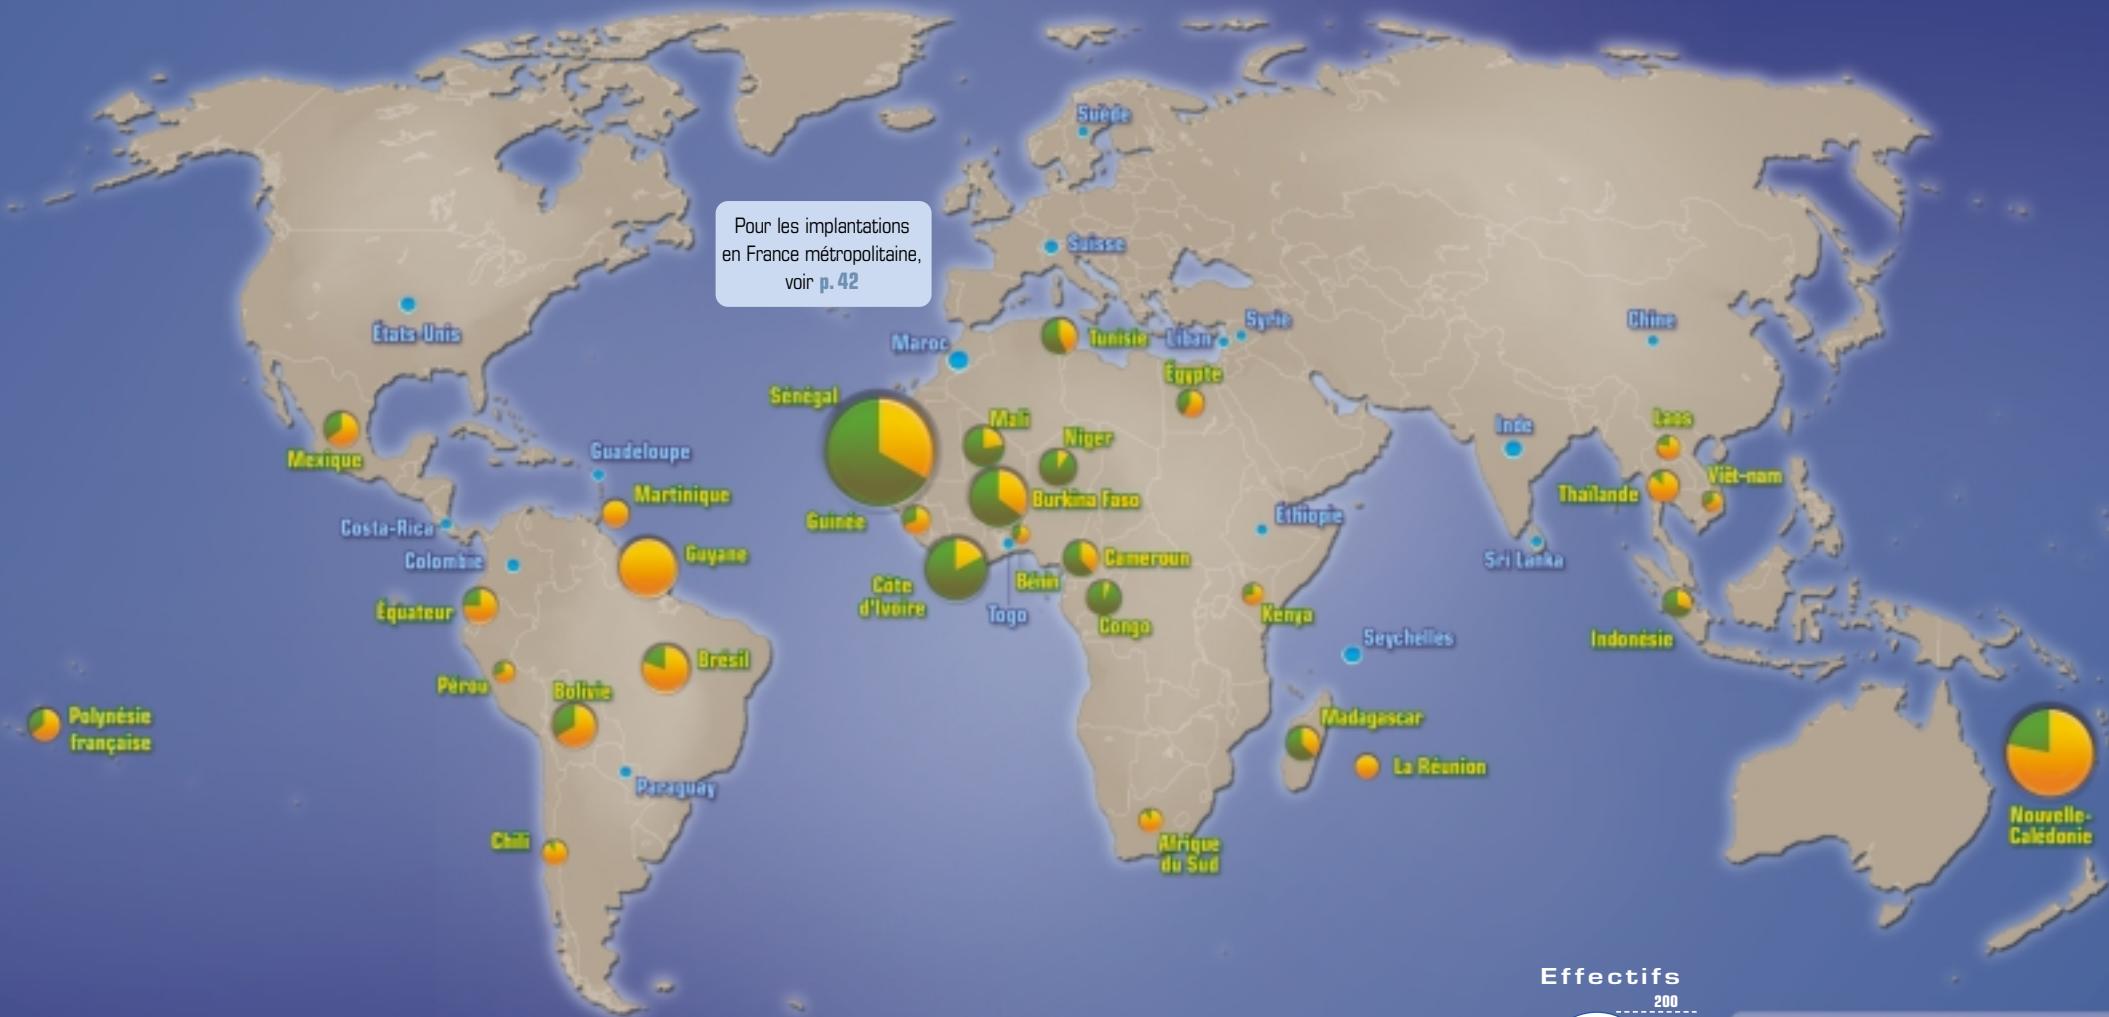 Suède
Pour les implantations
en France métropolitaine,
voir p. 42
Suisse
États-Unis
Maroc
Tunisie
Liban
Syrie
Chine
Égypte
Sénégal
Mali
Niger
Mexique
Guadeloupe
Martinique
Burkina Faso
Inde
Laos
Thaïlande
Viêt-nam
Guinée
Éthiopie
Costa-Rica
Colombie
Guyane
Cameroun
Sri Lanka
Côte
d'Ivoire
Bénin
Togo
Congo
Kenya
Équateur
Seychelles
Indonésie
Brésil
Pérou
Bolivie
Polynésie
française
Madagascar
La Réunion
Paraguay
Chili
Afrique
du Sud
Nouvelle-
Calédonie
Effectifs
200